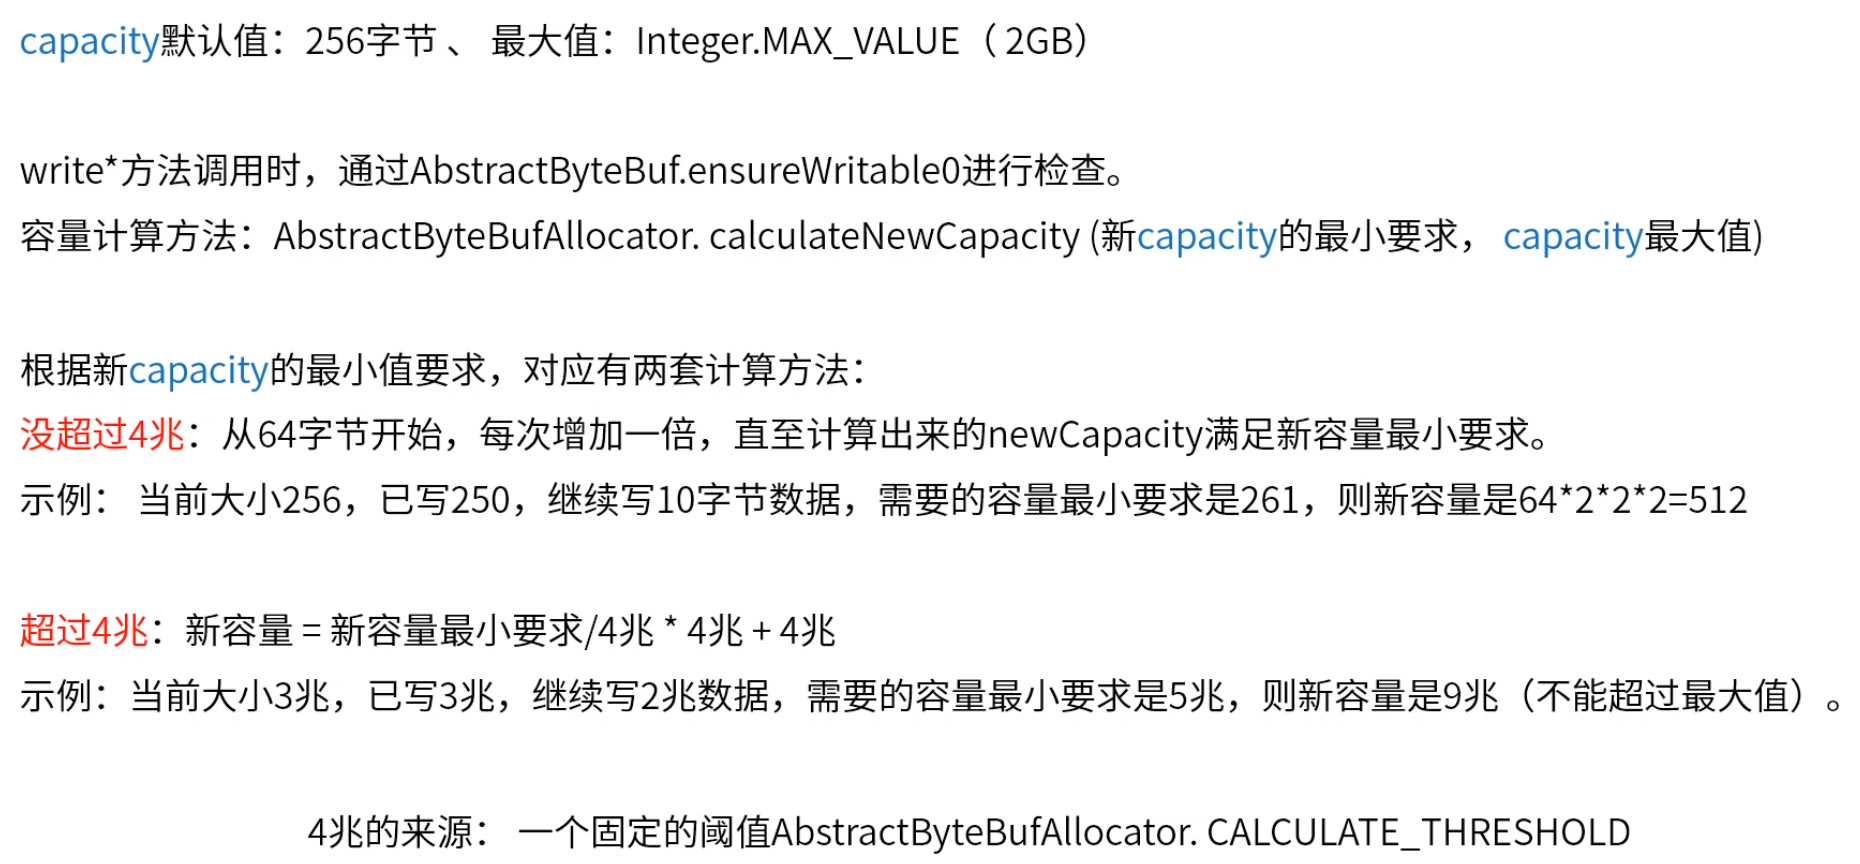 capacity默认值：256字节 、 最大值：Integer.MAX_VALUE（ 2GB）
write*方法调用时，通过AbstractByteBuf.ensureWritable0进行检查。
容量计算方法：AbstractByteBufAllocator. calculateNewCapacity (新capacity的最小要求， capacity最大值)
根据新capacity的最小值要求，对应有两套计算方法：
没超过4兆：从64字节开始，每次增加一倍，直至计算出来的newCapacity满足新容量最小要求。
示例： 当前大小256，已写250，继续写10字节数据，需要的容量最小要求是261，则新容量是64*2*2*2=512
超过4兆：新容量 = 新容量最小要求/4兆 * 4兆 + 4兆
示例：当前大小3兆，已写3兆，继续写2兆数据，需要的容量最小要求是5兆，则新容量是9兆（不能超过最大值）。
4兆的来源： 一个固定的阈值AbstractByteBufAllocator. CALCULATE_THRESHOLD